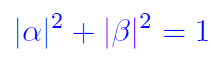 |α|² + |β|² = 1